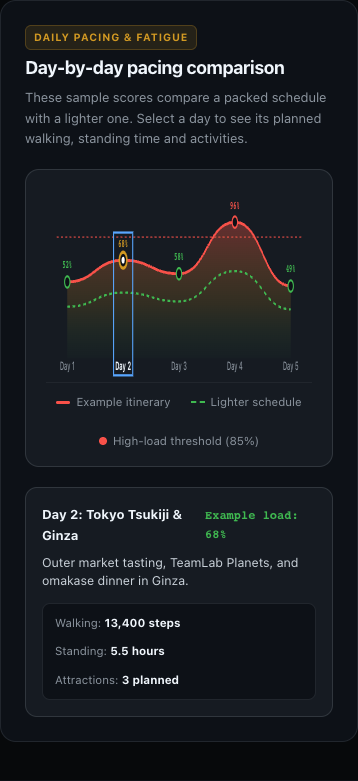 DAILY PACING & FATIGUE
Day-by-day pacing comparison
These sample scores compare a packed schedule
with a lighter one. Select a day to see its planned
walking, standing time and activities.
96%
68%
58%
52%
49%
Day 1 Day 2 Day 3 Day 4 Day 5
Example itinerary Lighter schedule
High-load threshold (85%)
Day 2: Tokyo Tsukiji &
Ginza
Example load:
68%
Outer market tasting, TeamLab Planets, and
omakase dinner in Ginza.
Walking: 13,400 steps
Standing: 5.5 hours
Attractions: 3 planned